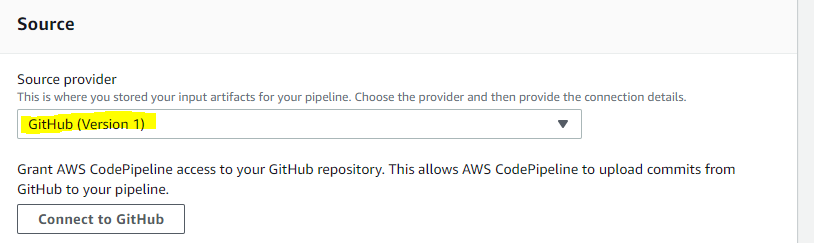 Source
Source provider
This is where you stored your input artifacts for your pipeline. Choose the provider and then provide the connection details.
GitHub (Version 1)
Grant AWS CodePipeline access to your GitHub repository. This allows AWS CodePipeline to upload commits from
GitHub to your pipeline.
Connect to GitHub